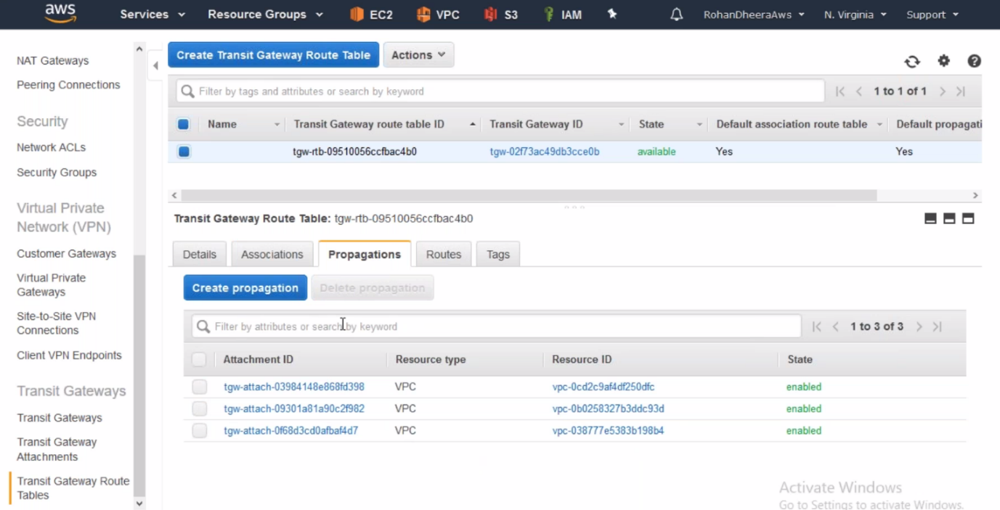 aws Services Resource Groups EC2 VPC S3 IAM RohanDheeraAws N. Virginia Support
NAT Gateways
Peering Connections
Security
Network ACLs
Security Groups
Virtual Private
Network (VPN)
Customer Gateways
Virtual Private
Gateways
Site-to-Site VPN
Connections
Client VPN Endpoints
Transit Gateways
Transit Gateways
Transit Gateway
Attachments
Transit Gateway Route
Tables
Create Transit Gateway Route Table Actions
Filter by tags and attributes or search by keyword 1 to 1 of 1
Name Transit Gateway route table ID Transit Gateway ID State Default association route table Default propagati
tgw-rtb-09510056ccfbac4b0 tgw-02f73ac49db3cce0b available Yes Yes
Transit Gateway Route Table: tgw-rtb-09510056ccfbac4b0
Details Associations Propagations Routes Tags
Create propagation Delete propagation
Filter by attributes or search by keyword 1 to 3 of 3
Attachment ID Resource type Resource ID State
tgw-attach-03984148e868fd398 VPC vpc-0cd2c9af4df250dfc enabled
tgw-attach-09301a81a90c2f982 VPC vpc-0b0258327b3ddc93d enabled
tgw-attach-0f68d3cd0afbaf4d7 VPC vpc-038777e5383b198b4 enabled
Activate Windows
Go to Settings to activate Windows.